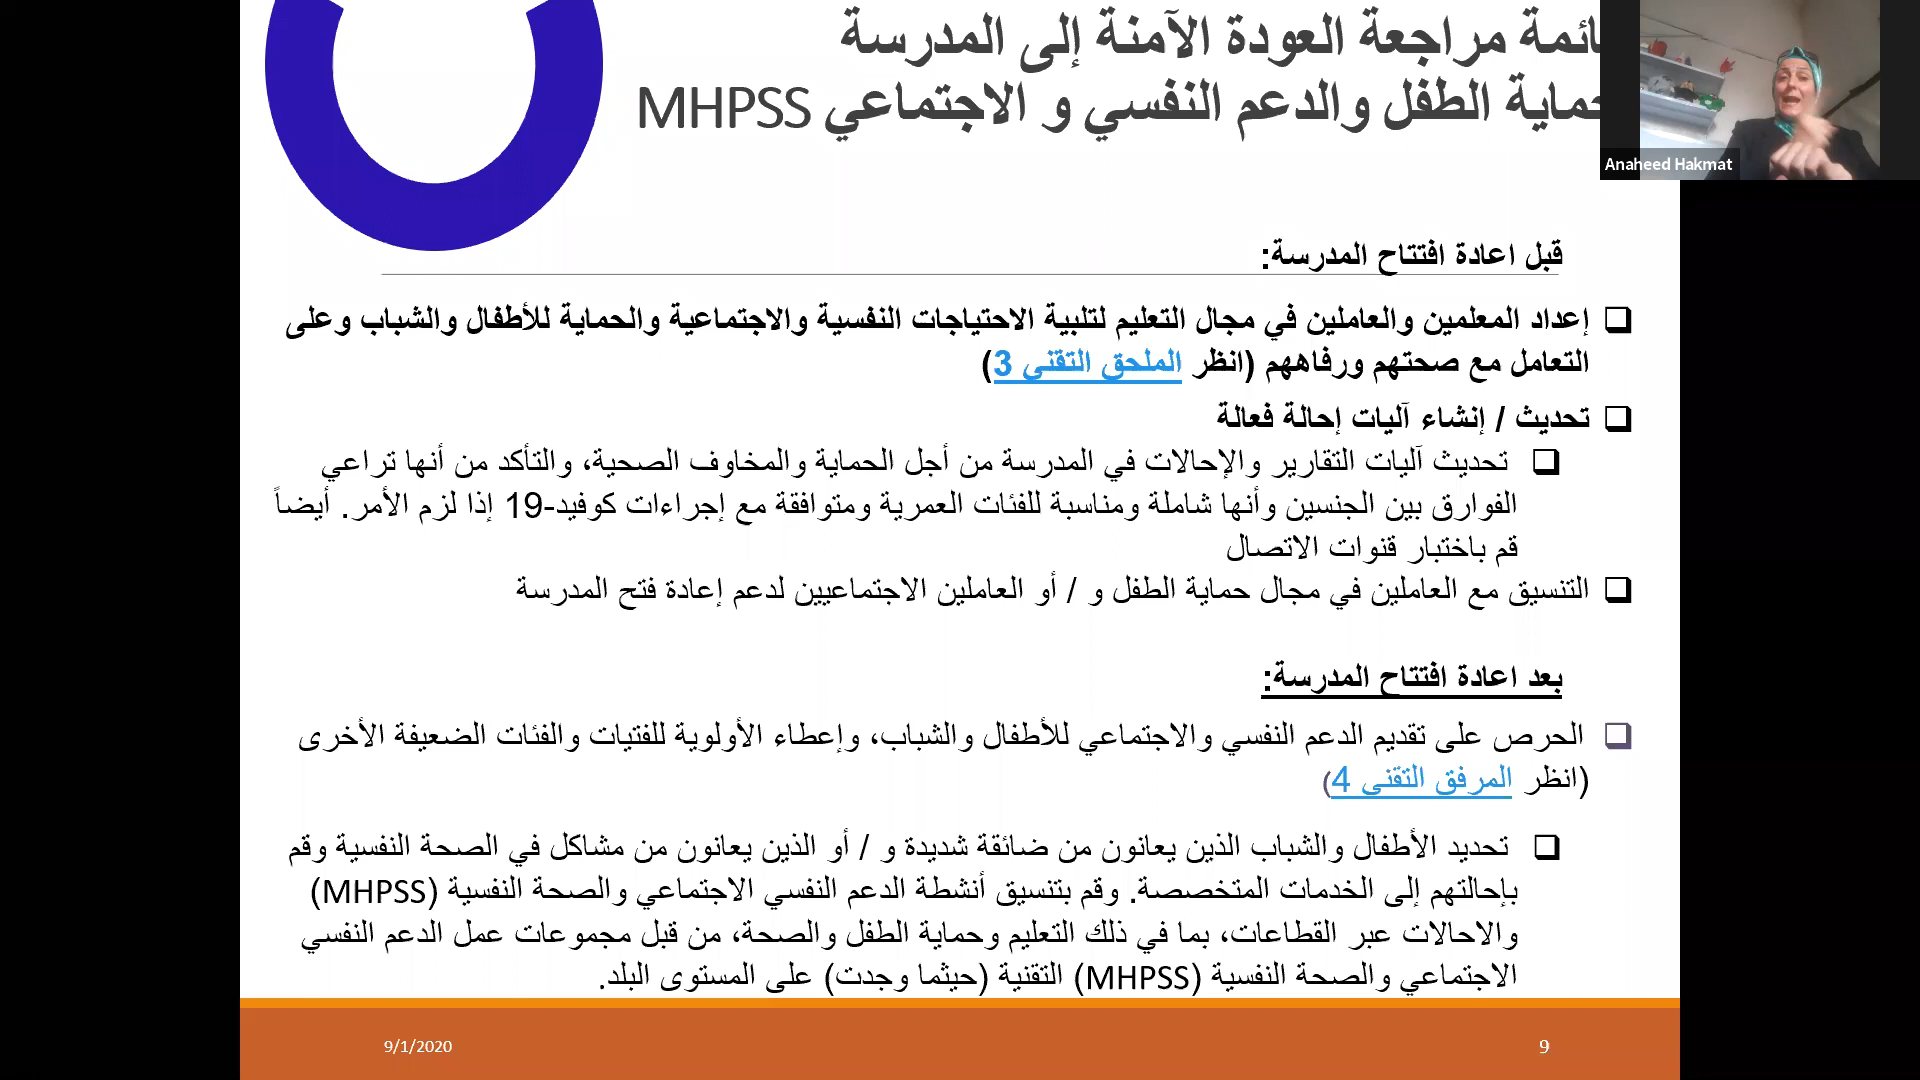 ائمة مراجعة العودة الآمنة إلى المدرسة
حماية الطفل والدعم النفسي و الاجتماعي MHPSS
Anaheed Hakmat
قبل اعادة افتتاح المدرسة:
❑ إعداد المعلمين والعاملين في مجال التعليم لتلبية الاحتياجات النفسية والاجتماعية والحماية للأطفال والشباب وعلى
التعامل مع صحتهم ورفاههم (انظر الملحق التقني 3)
❑ تحديث / إنشاء آليات إحالة فعالة
❑ تحديث آليات التقارير والإحالات في المدرسة من أجل الحماية والمخاوف الصحية، والتأكد من أنها تراعي
الفوارق بين الجنسين وأنها شاملة ومناسبة للفئات العمرية ومتوافقة مع إجراءات كوفيد-19 إذا لزم الأمر. أيضاً
قم باختبار قنوات الاتصال
❑ التنسيق مع العاملين في مجال حماية الطفل و / أو العاملين الاجتماعيين لدعم إعادة فتح المدرسة
بعد اعادة افتتاح المدرسة:
❑ الحرص على تقديم الدعم النفسي والاجتماعي للأطفال والشباب، وإعطاء الأولوية للفتيات والفئات الضعيفة الأخرى
(انظر المرفق التقني 4)
❑ تحديد الأطفال والشباب الذين يعانون من ضائقة شديدة و / أو الذين يعانون من مشاكل في الصحة النفسية وقم
بإحالتهم إلى الخدمات المتخصصة. وقم بتنسيق أنشطة الدعم النفسي الاجتماعي والصحة النفسية (MHPSS)
والاحالات عبر القطاعات، بما في ذلك التعليم وحماية الطفل والصحة، من قبل مجموعات عمل الدعم النفسي
الاجتماعي والصحة النفسية (MHPSS) التقنية (حيثما وجدت) على المستوى البلد.
9/1/2020
9